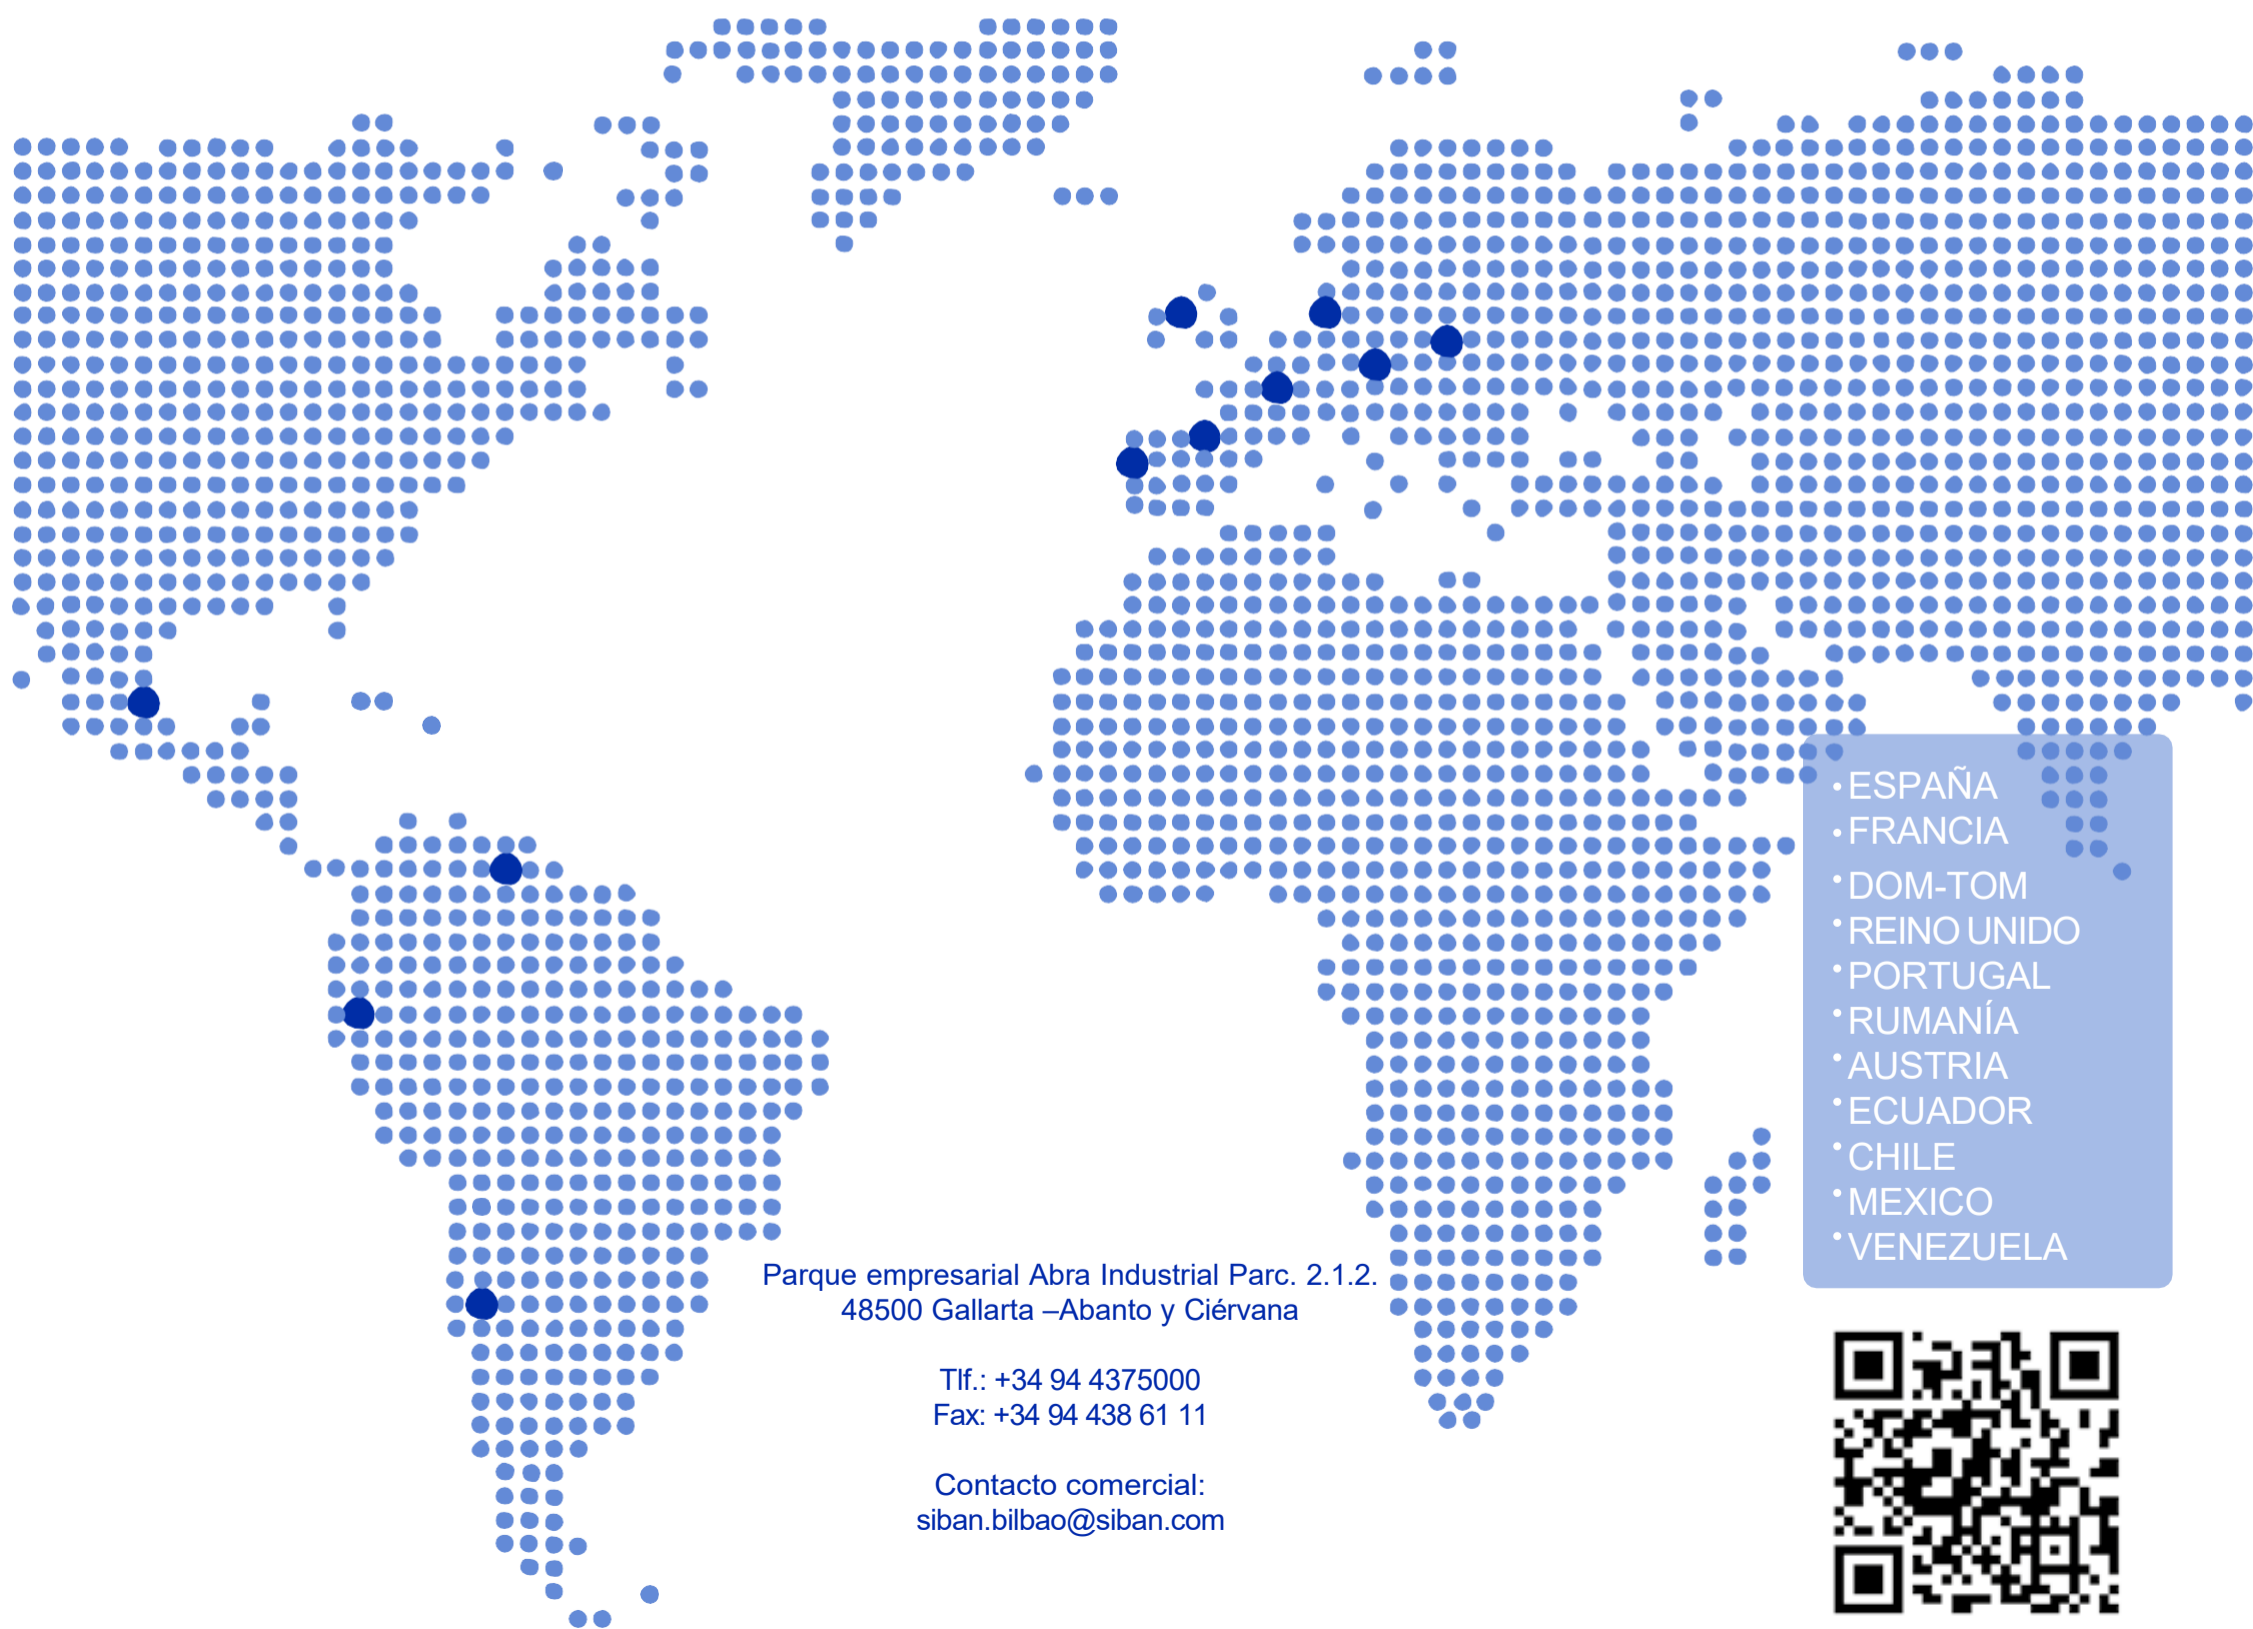 • ESPAÑA
• FRANCIA
• DOM-TOM
• REINO UNIDO
• PORTUGAL
• RUMANÍA
• AUSTRIA
• ECUADOR
• CHILE
• MEXICO
• VENEZUELA
Parque empresarial Abra Industrial Parc. 2.1.2.
48500 Gallarta –Abanto y Ciérvana
Tlf.: +34 94 4375000
Fax: +34 94 438 61 11
Contacto comercial:
siban.bilbao@siban.com